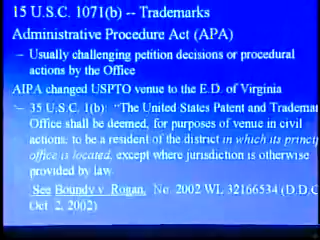 15 U.S.C. 1071(b) -- Trademarks
Administrative Procedure Act (APA)
– Usually challenging petition decisions or procedural
actions by the Office
AIPA changed USPTO venue to the E.D. of Virginia
– 35 U.S.C. 1(b): "The United States Patent and Trademar
Office shall be deemed, for purposes of venue in civil
actions, to be a resident of the district in which its princip
office is located, except where jurisdiction is otherwise
provided by law.
See Boundy v. Rogan, No. 2002 WL 32166534 (D.D.C
Oct. 2, 2002)